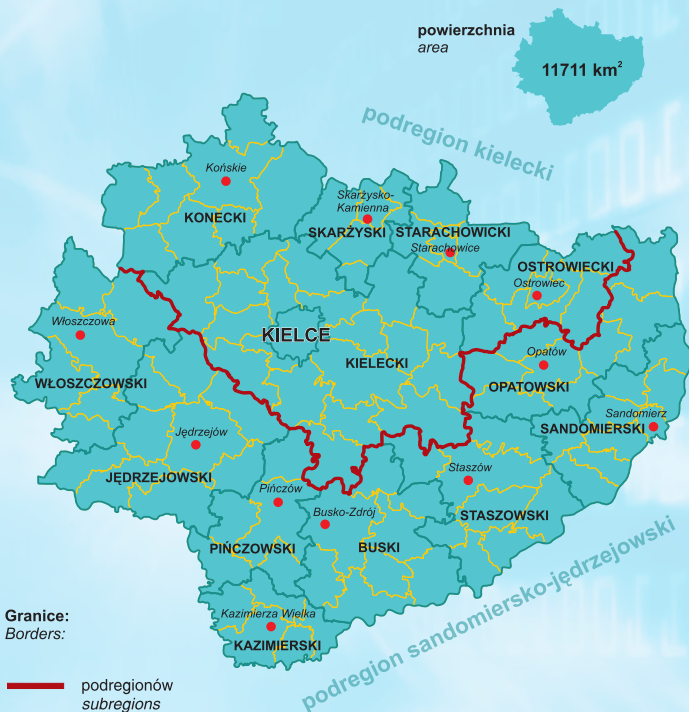 powierzchnia
area
11711 km²
podregion kielecki
Końskie
KONECKI
Skarżysko-
Kamienna
SKARŻYSKI
STARACHOWICKI
Starachowice
OSTROWIECKI
Ostrowiec
Włoszczowa
KIELCE
KIELECKI
Opatów
OPATOWSKI
WŁOSZCZOWSKI
Sandomierz
SANDOMIERSKI
Jędrzejów
JĘDRZEJOWSKI
Staszów
STASZOWSKI
Pińczów
Busko-Zdrój
PIŃCZOWSKI
BUSKI
podregion sandomiersko-jędrzejowski
Kazimierza Wielka
KAZIMIERSKI
Granice:
Borders:
podregionów
subregions